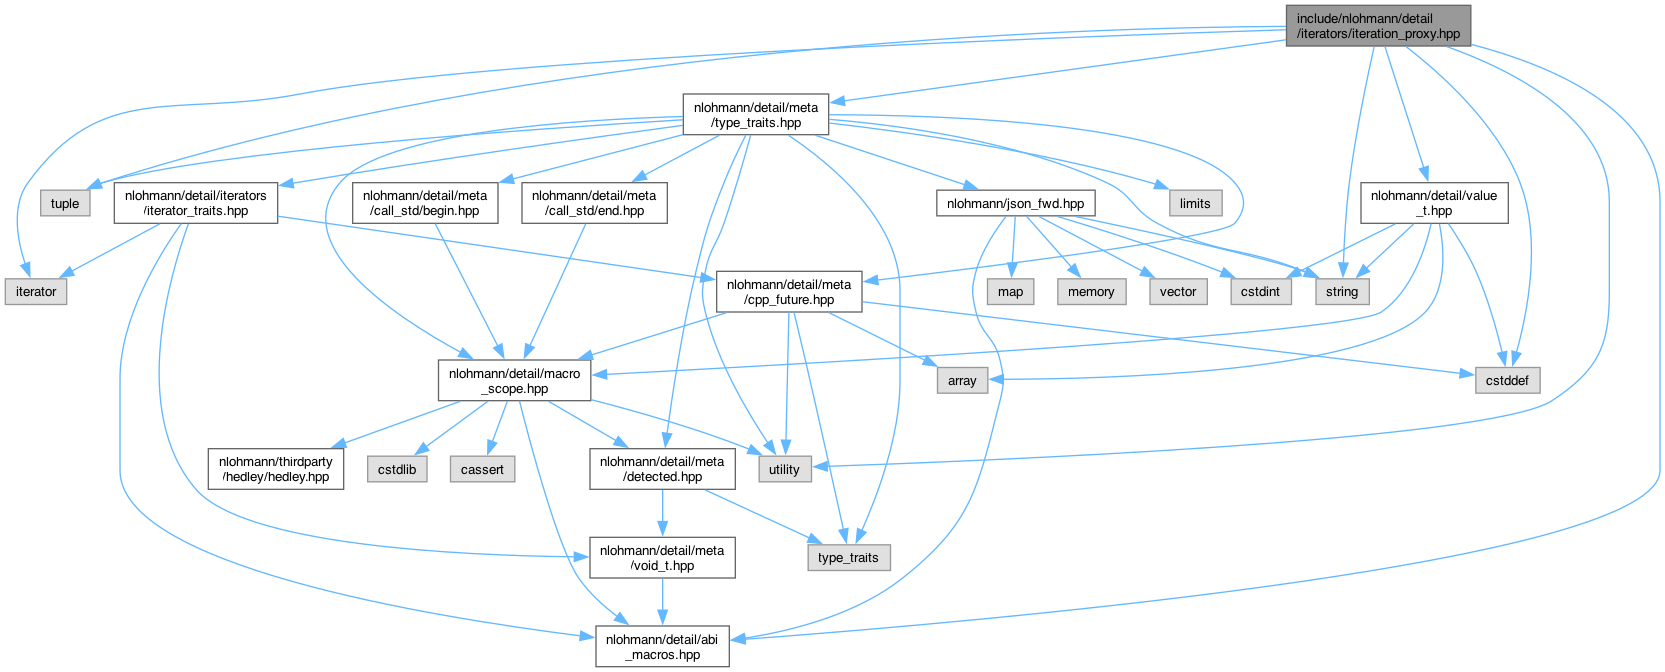 include/nlohmann/detail
/iterators/iteration_proxy.hpp
nlohmann/detail/meta
/type_traits.hpp
tuple
nlohmann/detail/iterators
/iterator_traits.hpp
nlohmann/detail/meta
/call_std/begin.hpp
nlohmann/detail/meta
/call_std/end.hpp
nlohmann/json_fwd.hpp
limits
nlohmann/detail/value
_t.hpp
iterator
nlohmann/detail/meta
/cpp_future.hpp
map
memory
vector
cstdint
string
nlohmann/detail/macro
_scope.hpp
array
cstddef
nlohmann/thirdparty
/hedley/hedley.hpp
cstdlib
cassert
nlohmann/detail/meta
/detected.hpp
utility
nlohmann/detail/meta
/void_t.hpp
type_traits
nlohmann/detail/abi
_macros.hpp